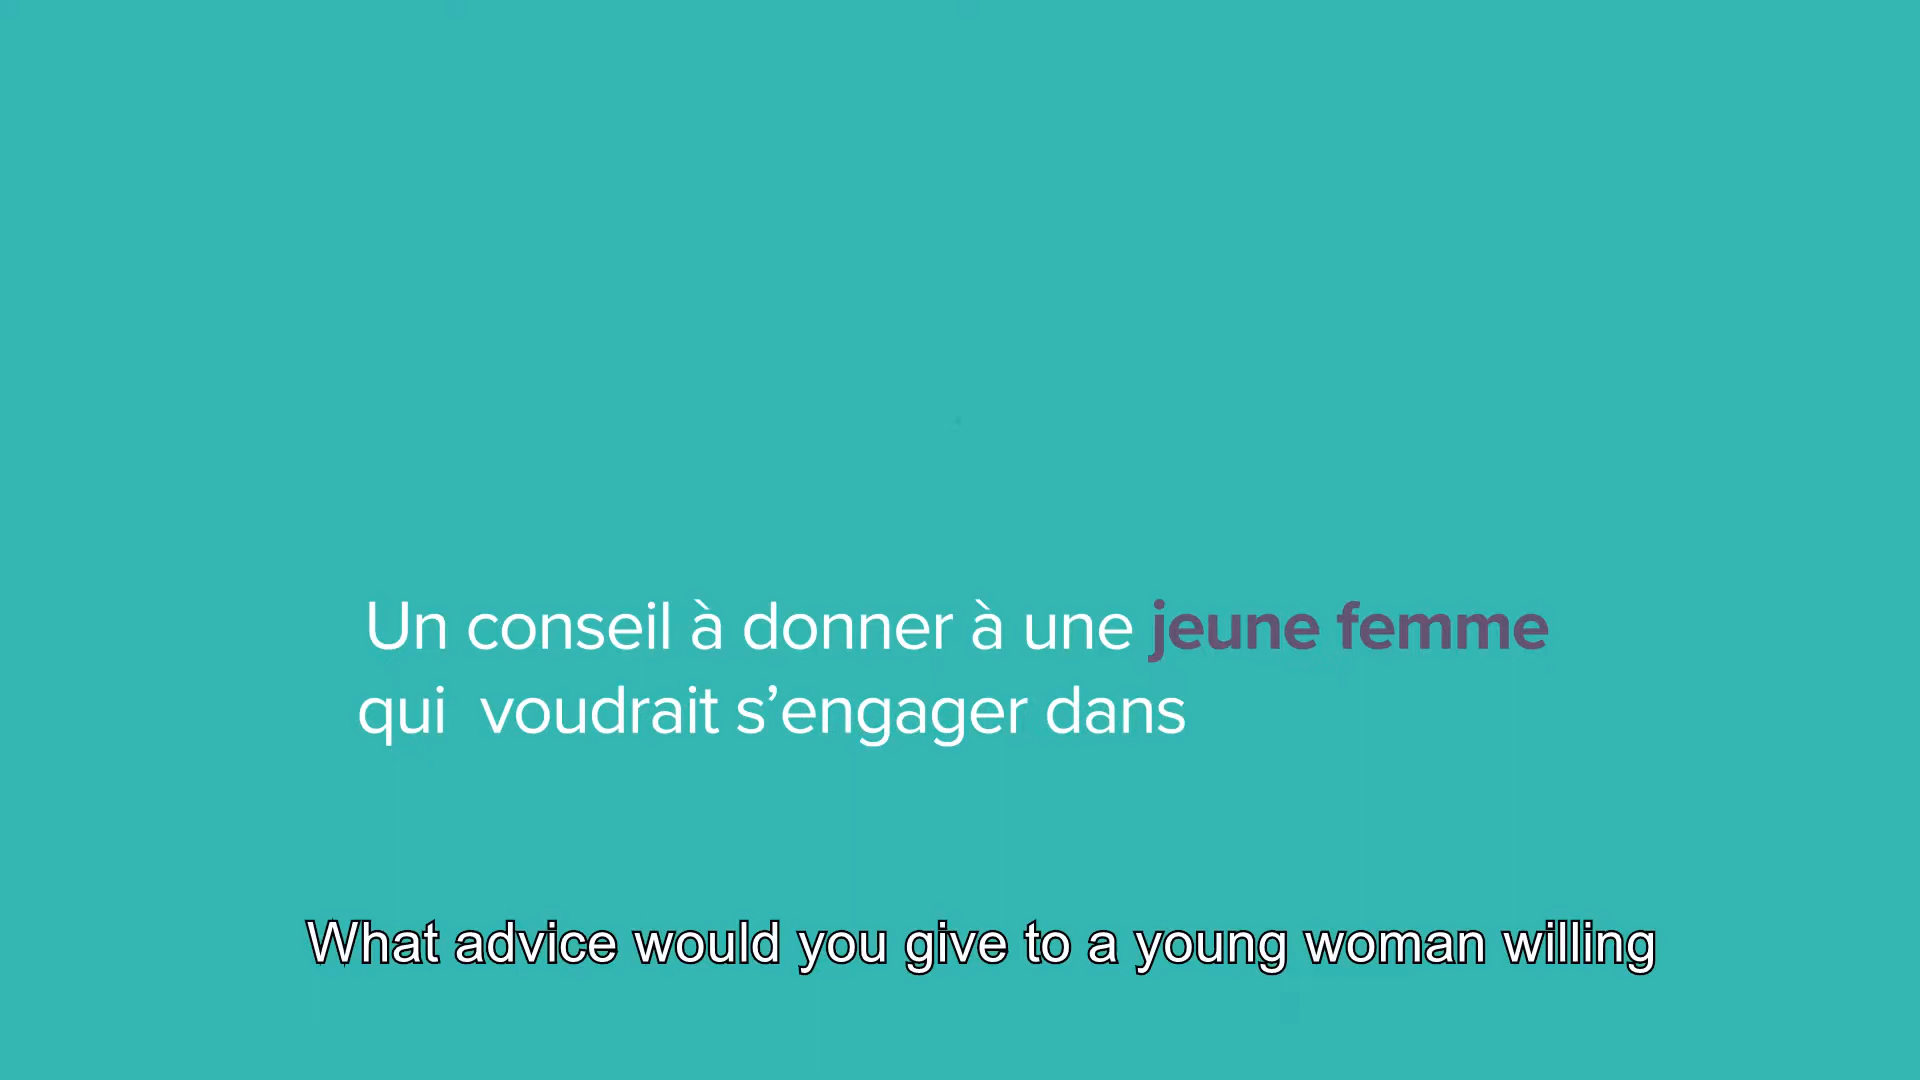 Un conseil à donner à une jeune femme
qui voudrait s’engager dans
What advice would you give to a young woman willing